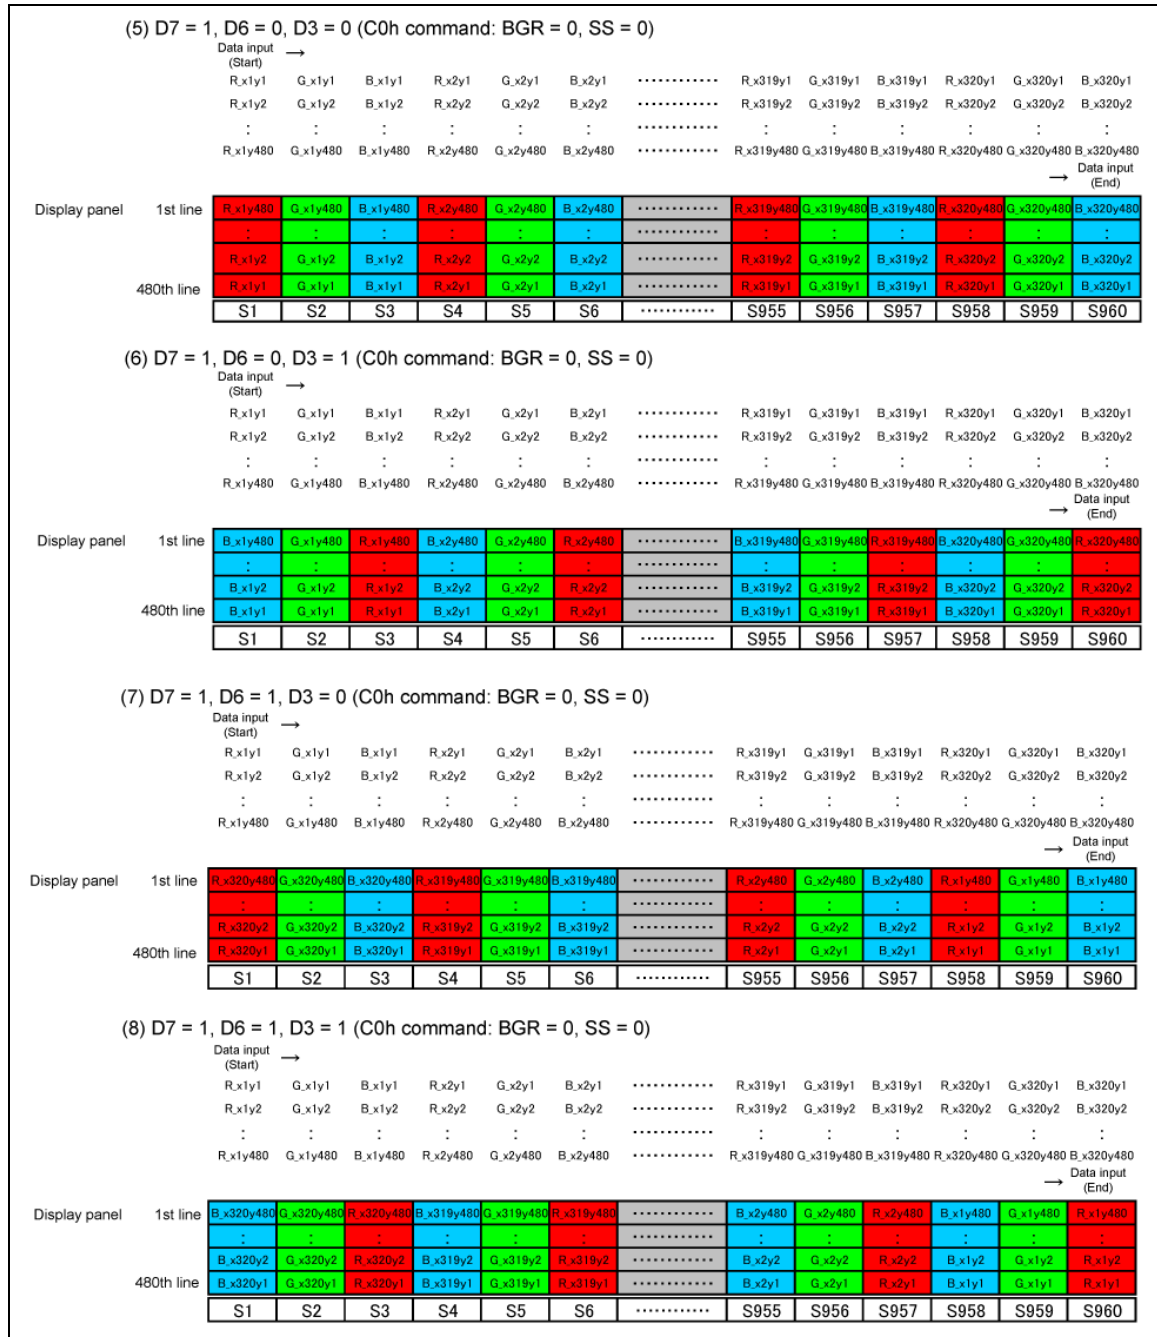 (5) D7 = 1, D6 = 0, D3 = 0 (C0h command: BGR = 0, SS = 0)
Data input
(Start) →
R_x1y1 G_x1y1 B_x1y1 R_x2y1 G_x2y1 B_x2y1 ············ R_x319y1 G_x319y1 B_x319y1 R_x320y1 G_x320y1 B_x320y1
R_x1y2 G_x1y2 B_x1y2 R_x2y2 G_x2y2 B_x2y2 ············ R_x319y2 G_x319y2 B_x319y2 R_x320y2 G_x320y2 B_x320y2
: : : : : : ············ : : : : : :
R_x1y480 G_x1y480 B_x1y480 R_x2y480 G_x2y480 B_x2y480 ············ R_x319y480 G_x319y480 B_x319y480 R_x320y480 G_x320y480 B_x320y480
→ Data input
(End)
Display panel 1st line R_x1y480 G_x1y480 B_x1y480 R_x2y480 G_x2y480 B_x2y480 ············ R_x319y480 G_x319y480 B_x319y480 R_x320y480 G_x320y480 B_x320y480
: : : : : : ············ : : : : : :
R_x1y2 G_x1y2 B_x1y2 R_x2y2 G_x2y2 B_x2y2 ············ R_x319y2 G_x319y2 B_x319y2 R_x320y2 G_x320y2 B_x320y2
480th line R_x1y1 G_x1y1 B_x1y1 R_x2y1 G_x2y1 B_x2y1 ············ R_x319y1 G_x319y1 B_x319y1 R_x320y1 G_x320y1 B_x320y1
S1 S2 S3 S4 S5 S6 ············ S955 S956 S957 S958 S959 S960
(6) D7 = 1, D6 = 0, D3 = 1 (C0h command: BGR = 0, SS = 0)
Data input
(Start) →
R_x1y1 G_x1y1 B_x1y1 R_x2y1 G_x2y1 B_x2y1 ············ R_x319y1 G_x319y1 B_x319y1 R_x320y1 G_x320y1 B_x320y1
R_x1y2 G_x1y2 B_x1y2 R_x2y2 G_x2y2 B_x2y2 ············ R_x319y2 G_x319y2 B_x319y2 R_x320y2 G_x320y2 B_x320y2
: : : : : : ············ : : : : : :
R_x1y480 G_x1y480 B_x1y480 R_x2y480 G_x2y480 B_x2y480 ············ R_x319y480 G_x319y480 B_x319y480 R_x320y480 G_x320y480 B_x320y480
→ Data input
(End)
Display panel 1st line B_x1y480 G_x1y480 R_x1y480 B_x2y480 G_x2y480 R_x2y480 ············ B_x319y480 G_x319y480 R_x319y480 B_x320y480 G_x320y480 R_x320y480
: : : : : : ············ : : : : : :
B_x1y2 G_x1y2 R_x1y2 B_x2y2 G_x2y2 R_x2y2 ············ B_x319y2 G_x319y2 R_x319y2 B_x320y2 G_x320y2 R_x320y2
480th line B_x1y1 G_x1y1 R_x1y1 B_x2y1 G_x2y1 R_x2y1 ············ B_x319y1 G_x319y1 R_x319y1 B_x320y1 G_x320y1 R_x320y1
S1 S2 S3 S4 S5 S6 ············ S955 S956 S957 S958 S959 S960
(7) D7 = 1, D6 = 1, D3 = 0 (C0h command: BGR = 0, SS = 0)
Data input
(Start) →
R_x1y1 G_x1y1 B_x1y1 R_x2y1 G_x2y1 B_x2y1 ············ R_x319y1 G_x319y1 B_x319y1 R_x320y1 G_x320y1 B_x320y1
R_x1y2 G_x1y2 B_x1y2 R_x2y2 G_x2y2 B_x2y2 ············ R_x319y2 G_x319y2 B_x319y2 R_x320y2 G_x320y2 B_x320y2
: : : : : : ············ : : : : : :
R_x1y480 G_x1y480 B_x1y480 R_x2y480 G_x2y480 B_x2y480 ············ R_x319y480 G_x319y480 B_x319y480 R_x320y480 G_x320y480 B_x320y480
→ Data input
(End)
Display panel 1st line R_x320y480 G_x320y480 B_x320y480 R_x319y480 G_x319y480 B_x319y480 ············ R_x2y480 G_x2y480 B_x2y480 R_x1y480 G_x1y480 B_x1y480
: : : : : : ············ : : : : : :
R_x320y2 G_x320y2 B_x320y2 R_x319y2 G_x319y2 B_x319y2 ············ R_x2y2 G_x2y2 B_x2y2 R_x1y2 G_x1y2 B_x1y2
480th line R_x320y1 G_x320y1 B_x320y1 R_x319y1 G_x319y1 B_x319y1 ············ R_x2y1 G_x2y1 B_x2y1 R_x1y1 G_x1y1 B_x1y1
S1 S2 S3 S4 S5 S6 ············ S955 S956 S957 S958 S959 S960
(8) D7 = 1, D6 = 1, D3 = 1 (C0h command: BGR = 0, SS = 0)
Data input
(Start) →
R_x1y1 G_x1y1 B_x1y1 R_x2y1 G_x2y1 B_x2y1 ············ R_x319y1 G_x319y1 B_x319y1 R_x320y1 G_x320y1 B_x320y1
R_x1y2 G_x1y2 B_x1y2 R_x2y2 G_x2y2 B_x2y2 ············ R_x319y2 G_x319y2 B_x319y2 R_x320y2 G_x320y2 B_x320y2
: : : : : : ············ : : : : : :
R_x1y480 G_x1y480 B_x1y480 R_x2y480 G_x2y480 B_x2y480 ············ R_x319y480 G_x319y480 B_x319y480 R_x320y480 G_x320y480 B_x320y480
→ Data input
(End)
Display panel 1st line B_x320y480 G_x320y480 R_x320y480 B_x319y480 G_x319y480 R_x319y480 ············ B_x2y480 G_x2y480 R_x2y480 B_x1y480 G_x1y480 R_x1y480
: : : : : : ············ : : : : : :
B_x320y2 G_x320y2 R_x320y2 B_x319y2 G_x319y2 R_x319y2 ············ B_x2y2 G_x2y2 R_x2y2 B_x1y2 G_x1y2 R_x1y2
480th line B_x320y1 G_x320y1 R_x320y1 B_x319y1 G_x319y1 R_x319y1 ············ B_x2y1 G_x2y1 R_x2y1 B_x1y1 G_x1y1 R_x1y1
S1 S2 S3 S4 S5 S6 ············ S955 S956 S957 S958 S959 S960